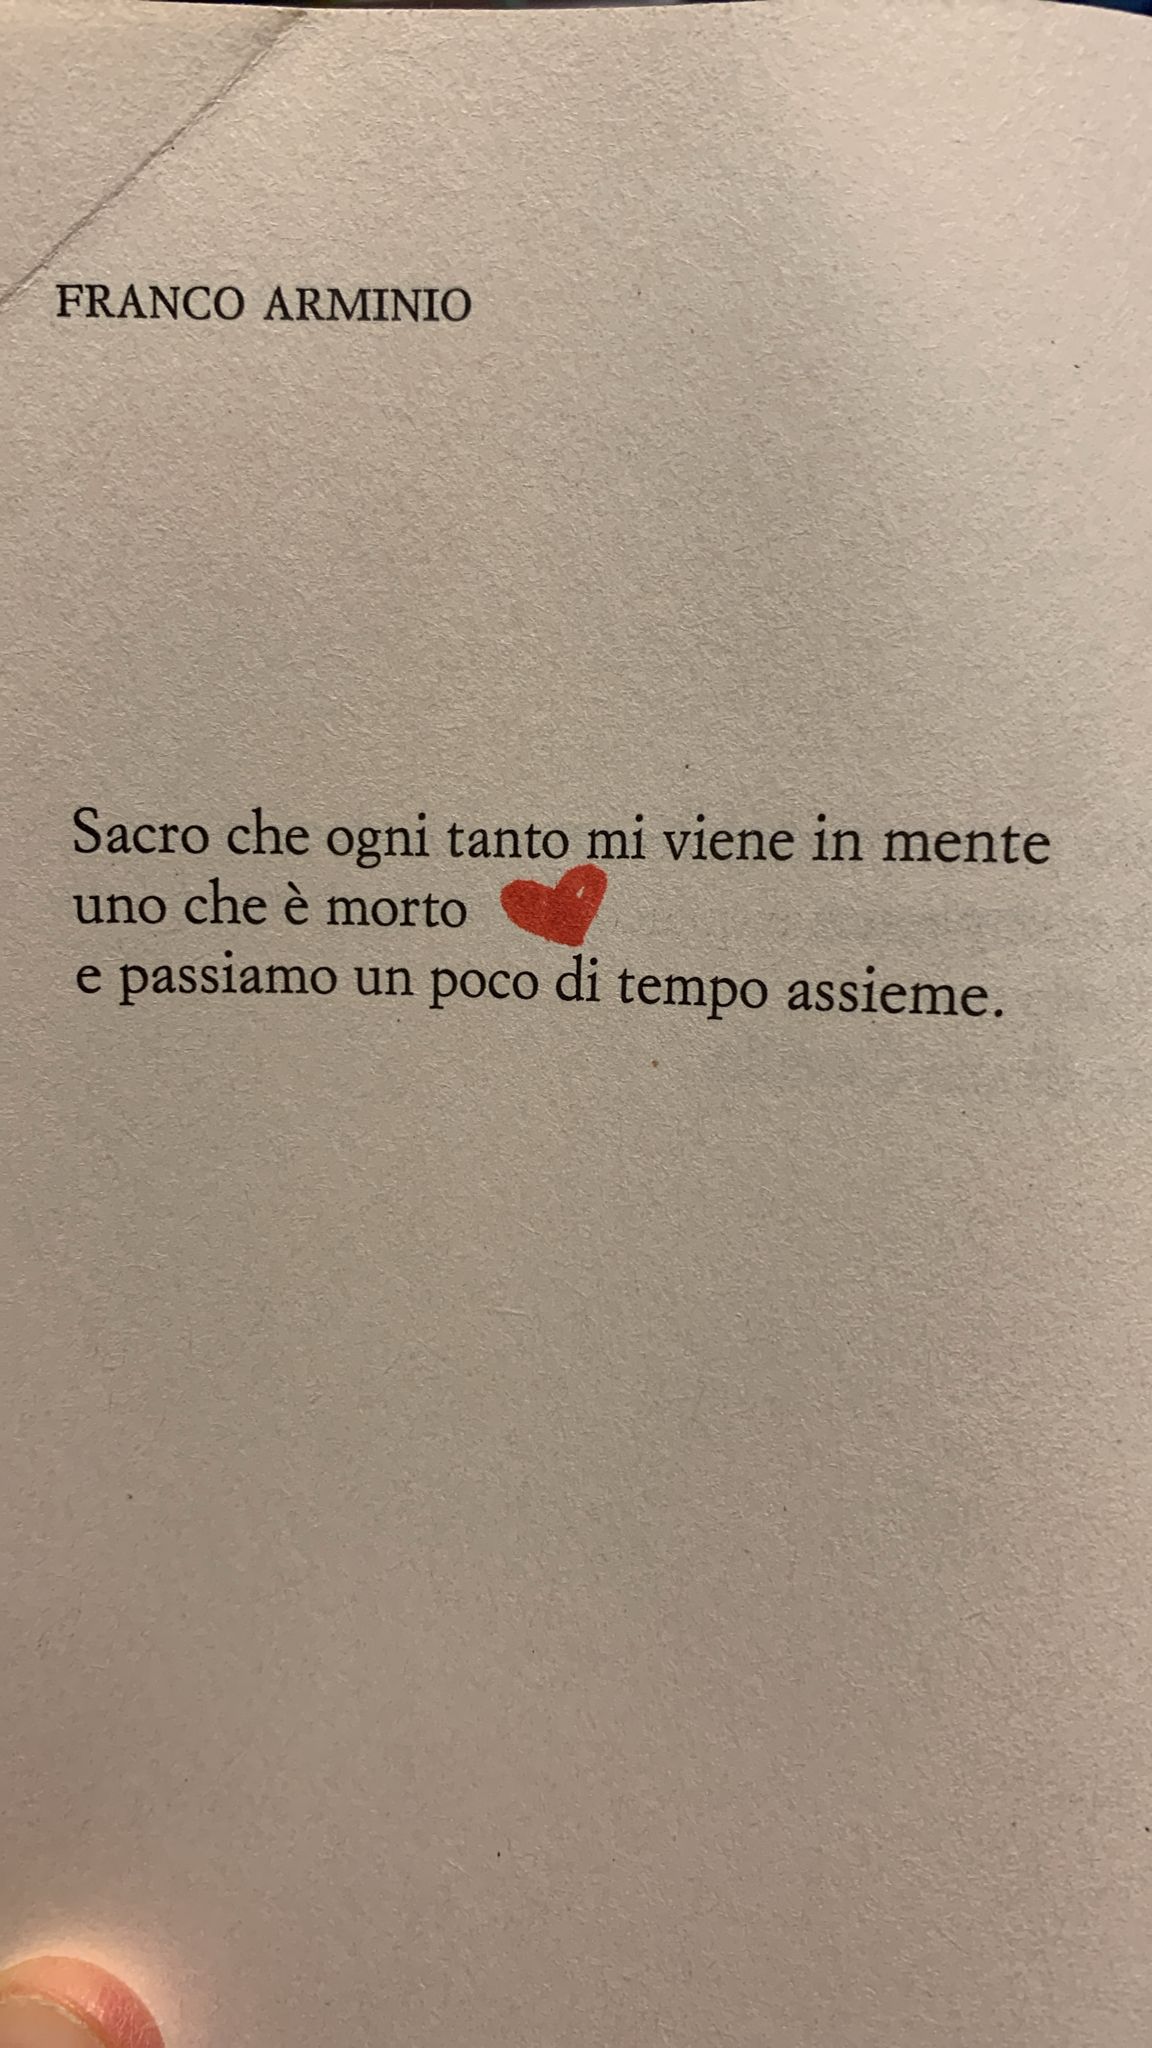 FRANCO ARMINIO
Sacro che ogni tanto mi viene in mente
uno che è morto
e passiamo un poco di tempo assieme.